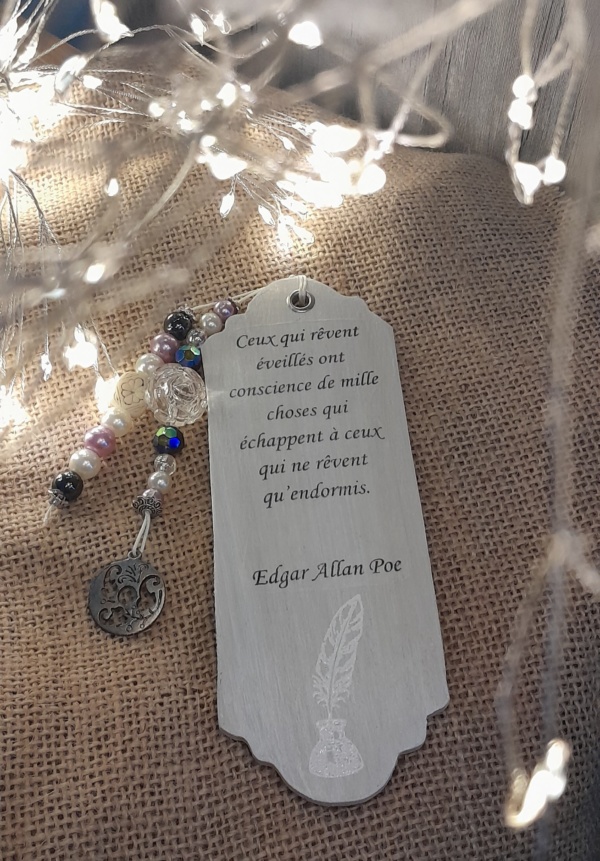 Ceux qui rêvent
éveillés ont
conscience de mille
choses qui
échappent à ceux
qui ne rêvent
qu'endormis.
Edgar Allan Poe